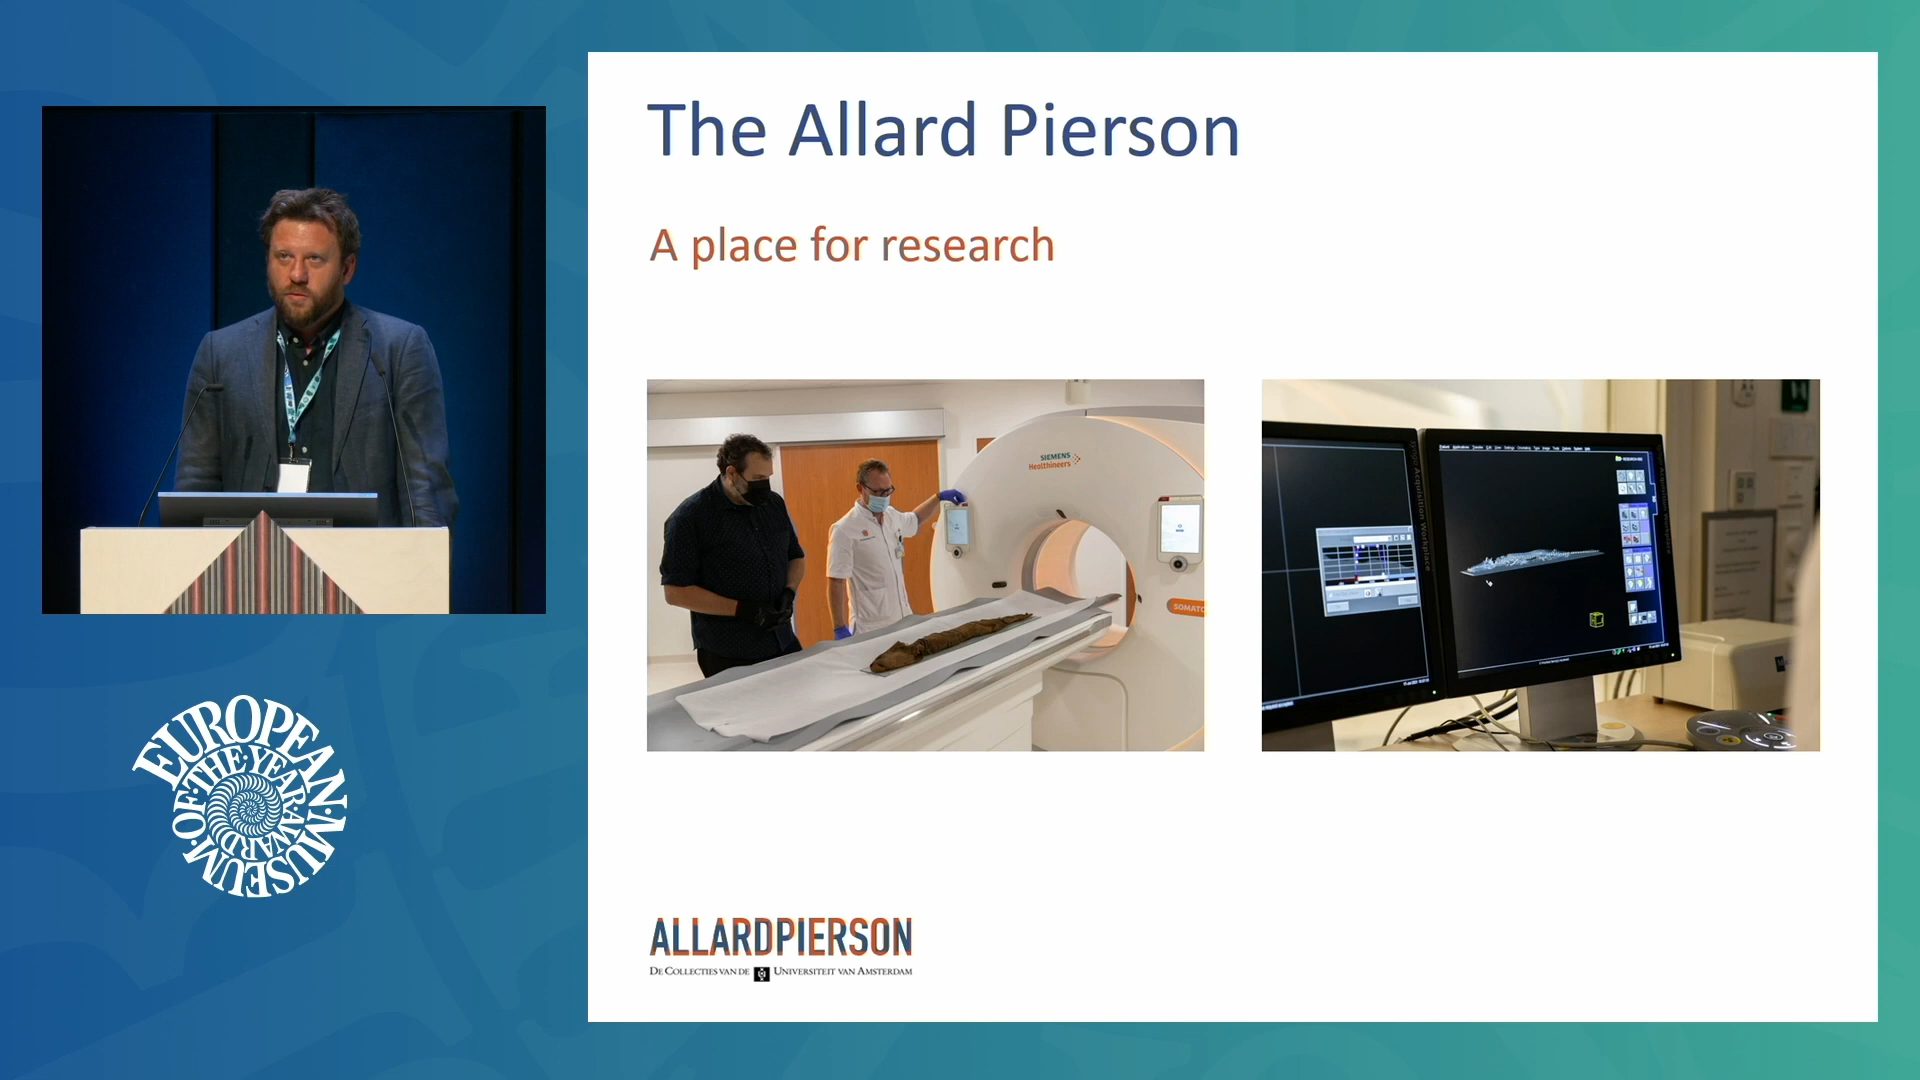 The Allard Pierson
A place for research
SIEMENS
Healthineers
SOMATO
EUROPEAN·MUSEUM
·OF·THE·YEAR·AWARD
ALLARDPIERSON
DE COLLECTIES VAN DE UNIVERSITEIT VAN AMSTERDAM